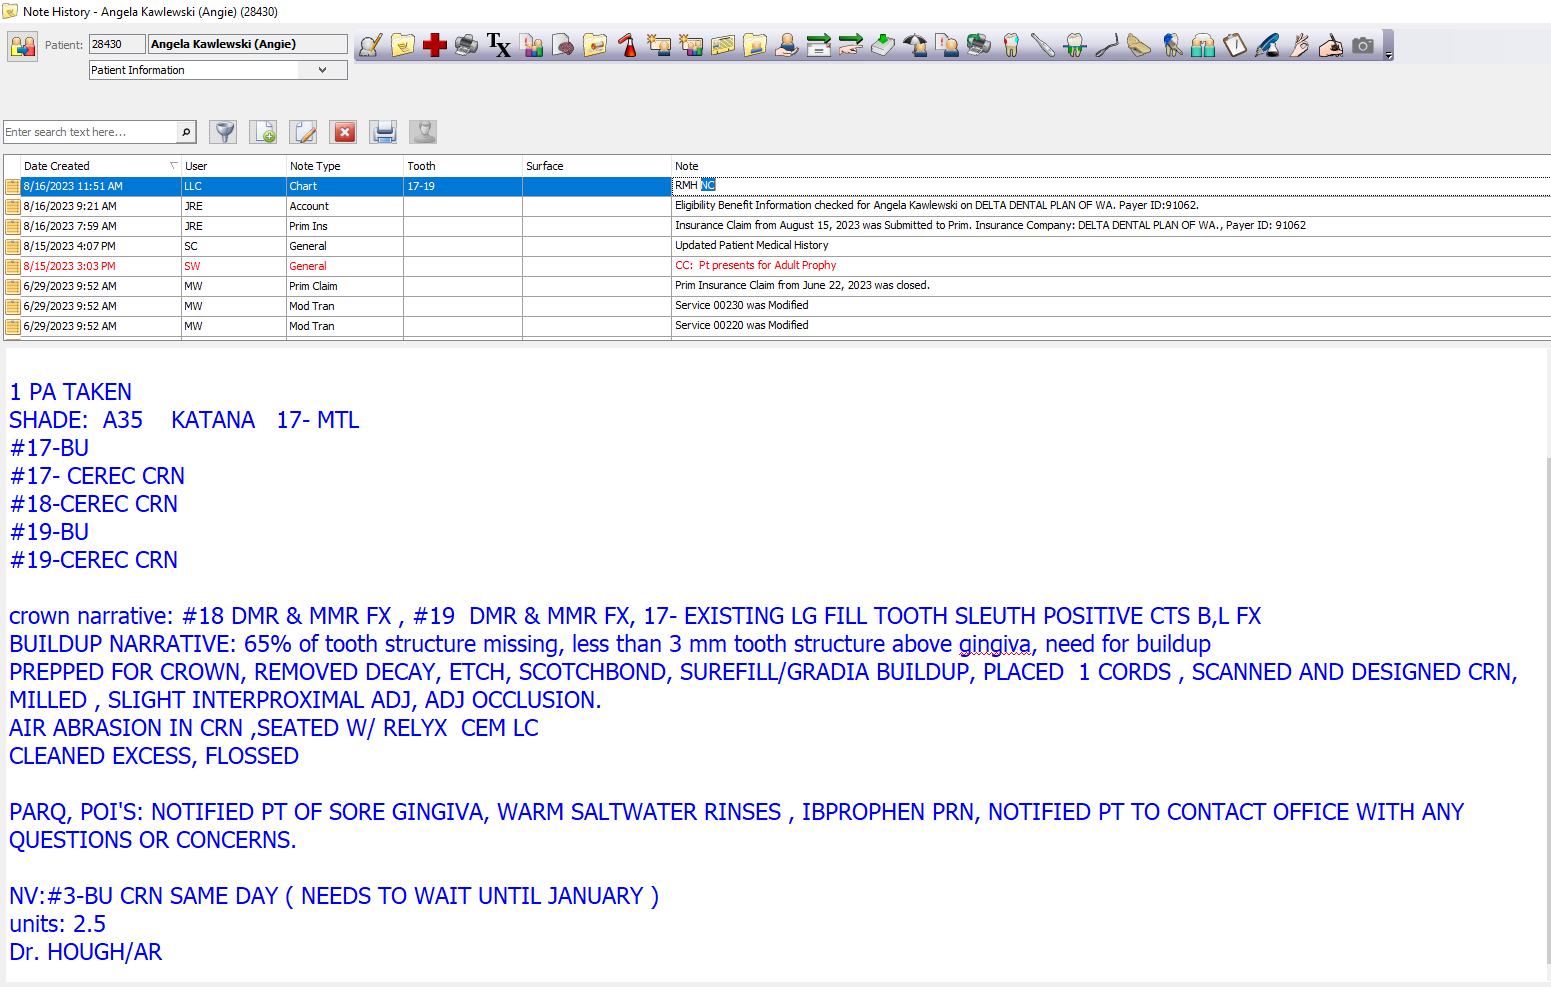 Note History - Angela Kawlewski (Angie) (28430)
Patient: 28430 Angela Kawlewski (Angie)
Patient Information
Enter search text here...
Date Created User Note Type Tooth Surface Note
8/16/2023 11:51 AM LLC Chart 17-19 RMH NC
8/16/2023 9:21 AM JRE Account Eligibility Benefit Information checked for Angela Kawlewski on DELTA DENTAL PLAN OF WA. Payer ID:91062.
8/16/2023 7:59 AM JRE Prim Ins Insurance Claim from August 15, 2023 was Submitted to Prim. Insurance Company: DELTA DENTAL PLAN OF WA., Payer ID: 91062
8/15/2023 4:07 PM SC General Updated Patient Medical History
8/15/2023 3:03 PM SW General CC:  Pt presents for Adult Prophy
6/29/2023 9:52 AM MW Prim Claim Prim Insurance Claim from June 22, 2023 was closed.
6/29/2023 9:52 AM MW Mod Tran Service 00230 was Modified
6/29/2023 9:52 AM MW Mod Tran Service 00220 was Modified
1 PA TAKEN
SHADE:  A35    KATANA   17- MTL
#17-BU
#17- CEREC CRN
#18-CEREC CRN
#19-BU
#19-CEREC CRN
crown narrative: #18 DMR & MMR FX , #19  DMR & MMR FX, 17- EXISTING LG FILL TOOTH SLEUTH POSITIVE CTS B,L FX
BUILDUP NARRATIVE: 65% of tooth structure missing, less than 3 mm tooth structure above gingiva, need for buildup
PREPPED FOR CROWN, REMOVED DECAY, ETCH, SCOTCHBOND, SUREFILL/GRADIA BUILDUP, PLACED  1 CORDS , SCANNED AND DESIGNED CRN,
MILLED , SLIGHT INTERPROXIMAL ADJ, ADJ OCCLUSION.
AIR ABRASION IN CRN ,SEATED W/ RELYX  CEM LC
CLEANED EXCESS, FLOSSED
PARQ, POI'S: NOTIFIED PT OF SORE GINGIVA, WARM SALTWATER RINSES , IBPROPHEN PRN, NOTIFIED PT TO CONTACT OFFICE WITH ANY
QUESTIONS OR CONCERNS.
NV:#3-BU CRN SAME DAY ( NEEDS TO WAIT UNTIL JANUARY )
units: 2.5
Dr. HOUGH/AR